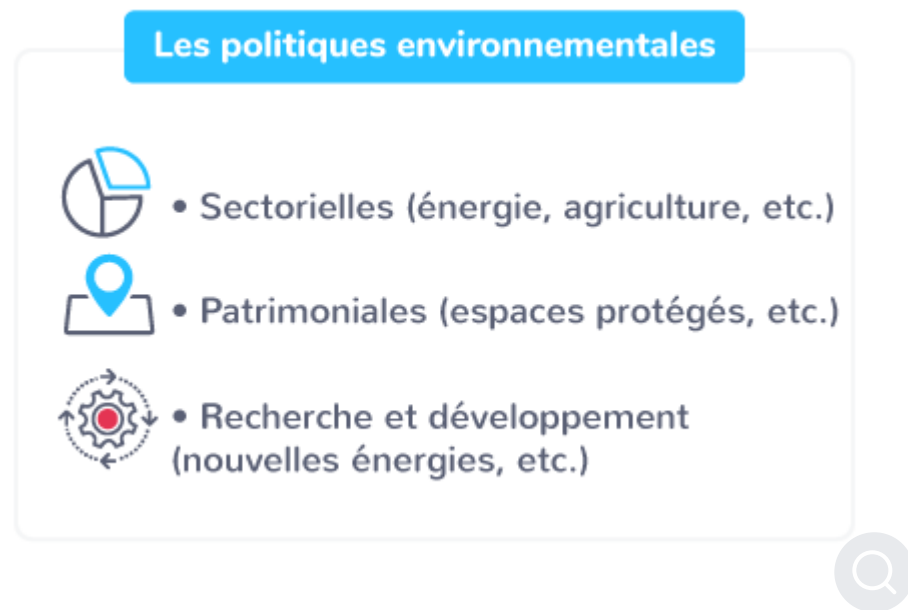 Les politiques environnementales
• Sectorielles (énergie, agriculture, etc.)
• Patrimoniales (espaces protégés, etc.)
• Recherche et développement
(nouvelles énergies, etc.)